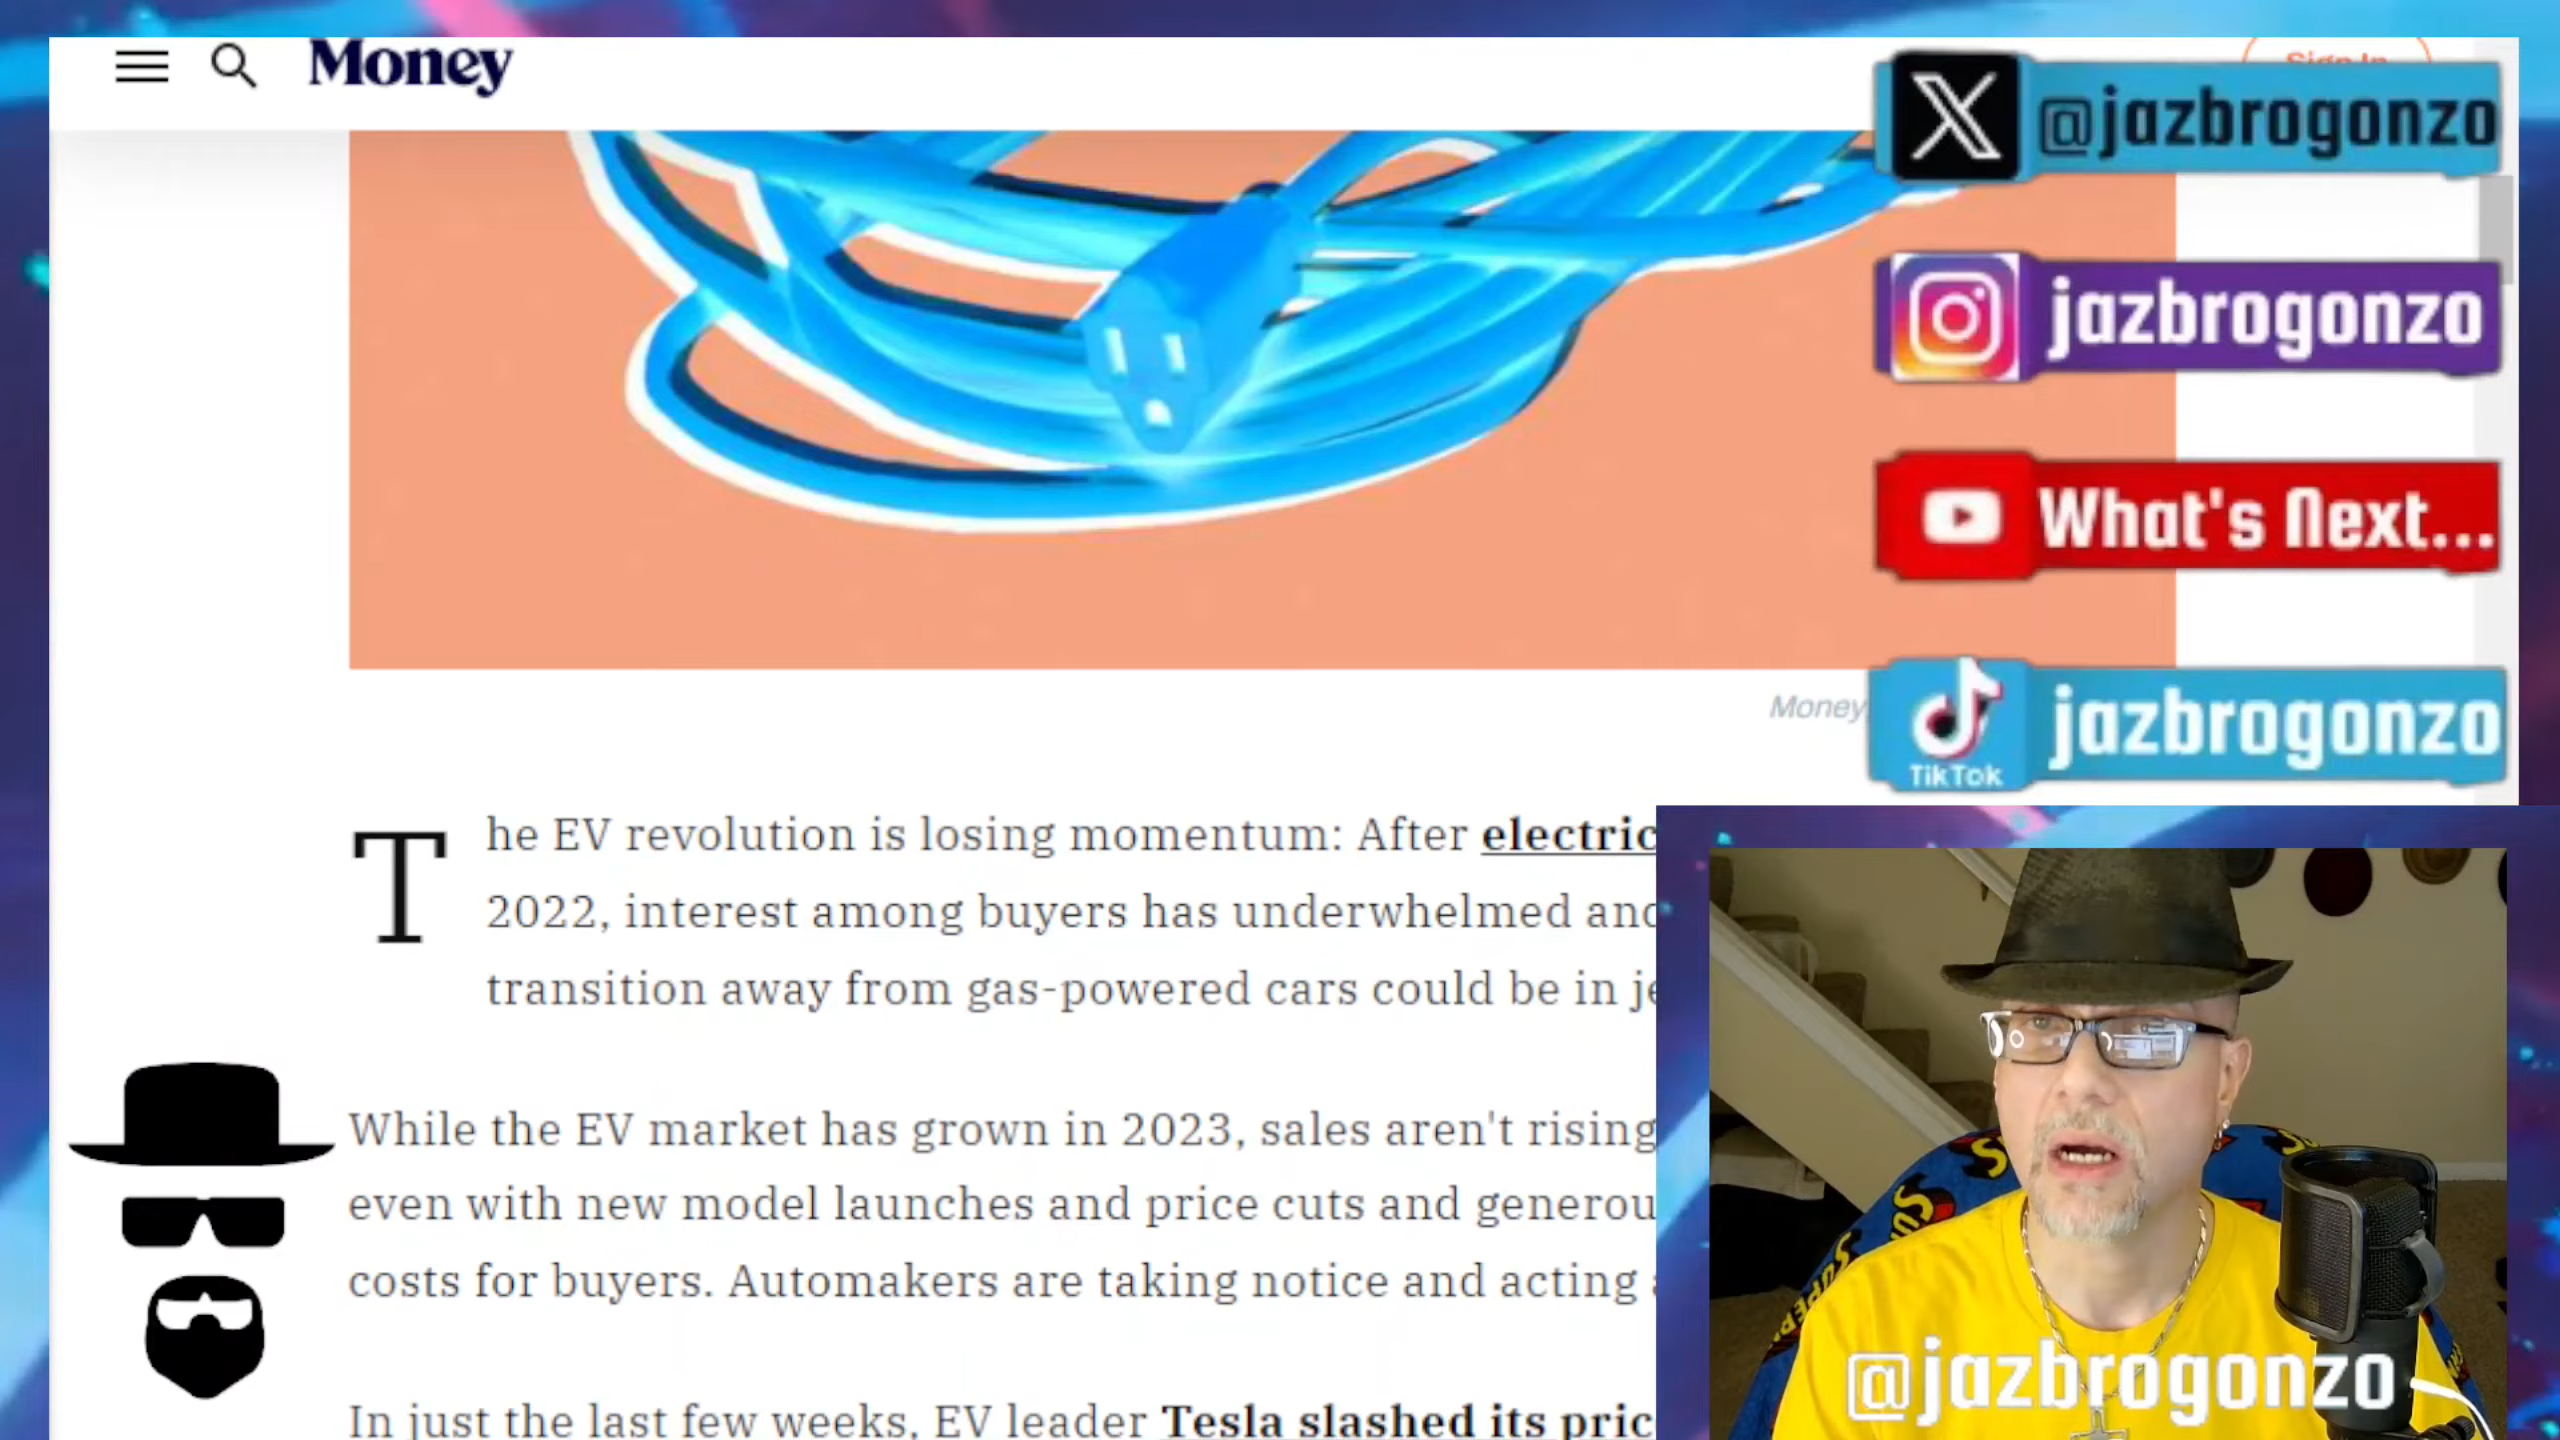 Money
@jazbrogonzo
jazbrogonzo
What's Next...
Money
TikTok
jazbrogonzo
The EV revolution is losing momentum: After electric
2022, interest among buyers has underwhelmed
transition away from gas-powered cars could be in
While the EV market has grown in 2023, sales aren't rising
even with new model launches and price cuts and
costs for buyers. Automakers are taking notice and acting
In just the last few weeks, EV leader Tesla slashed its
@jazbrogonzo